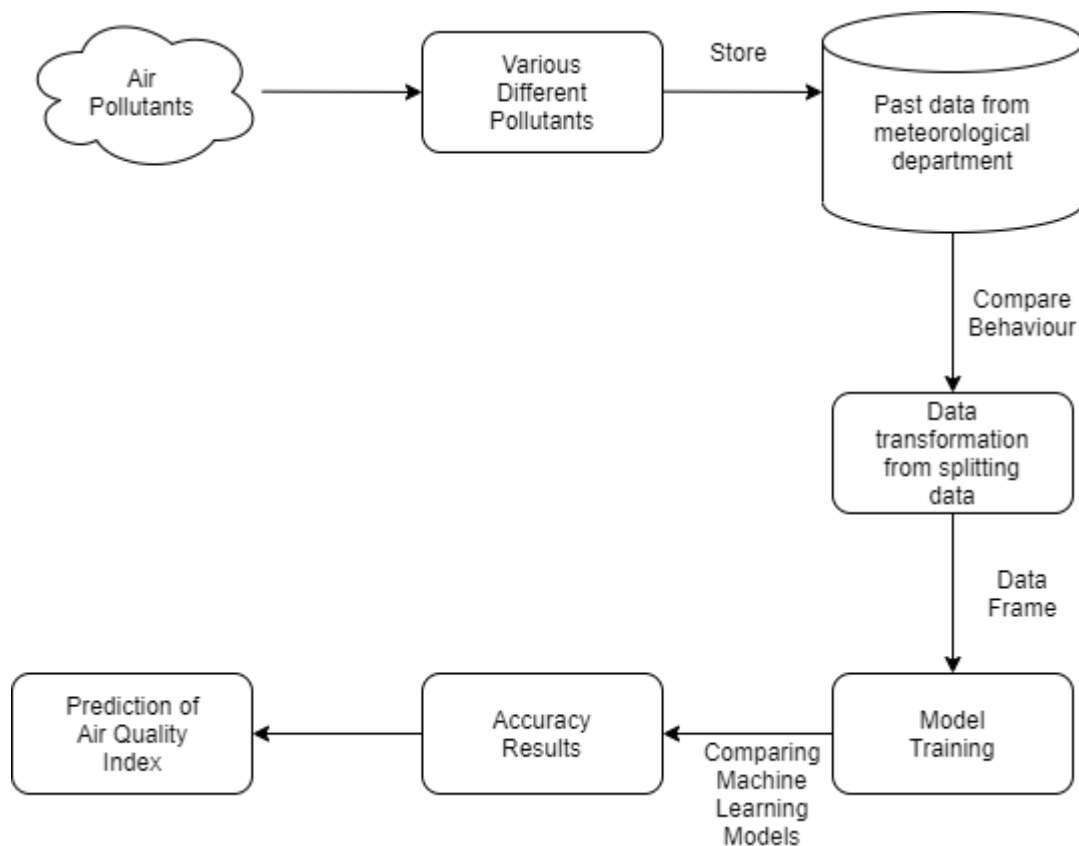 Air
Pollutants
Various
Different
Pollutants
Store
Past data from
meteorological
department
Compare
Behaviour
Data
transformation
from splitting
data
Data
Frame
Model
Training
Comparing
Machine
Learning
Models
Accuracy
Results
Prediction of
Air Quality
Index